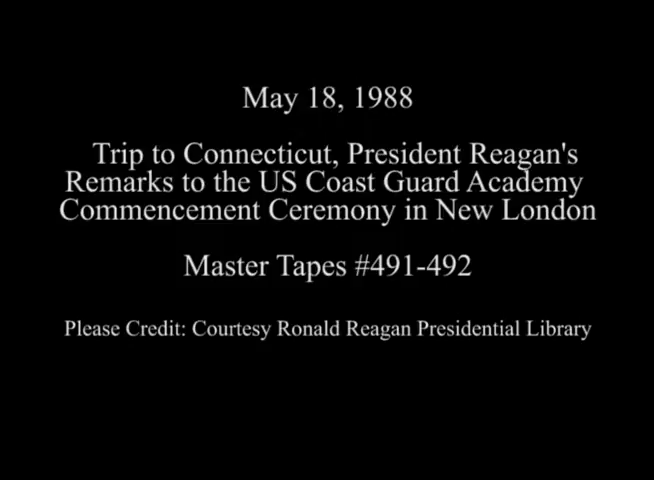 May 18, 1988
Trip to Connecticut, President Reagan's
Remarks to the US Coast Guard Academy
Commencement Ceremony in New London
Master Tapes #491-492
Please Credit: Courtesy Ronald Reagan Presidential Library